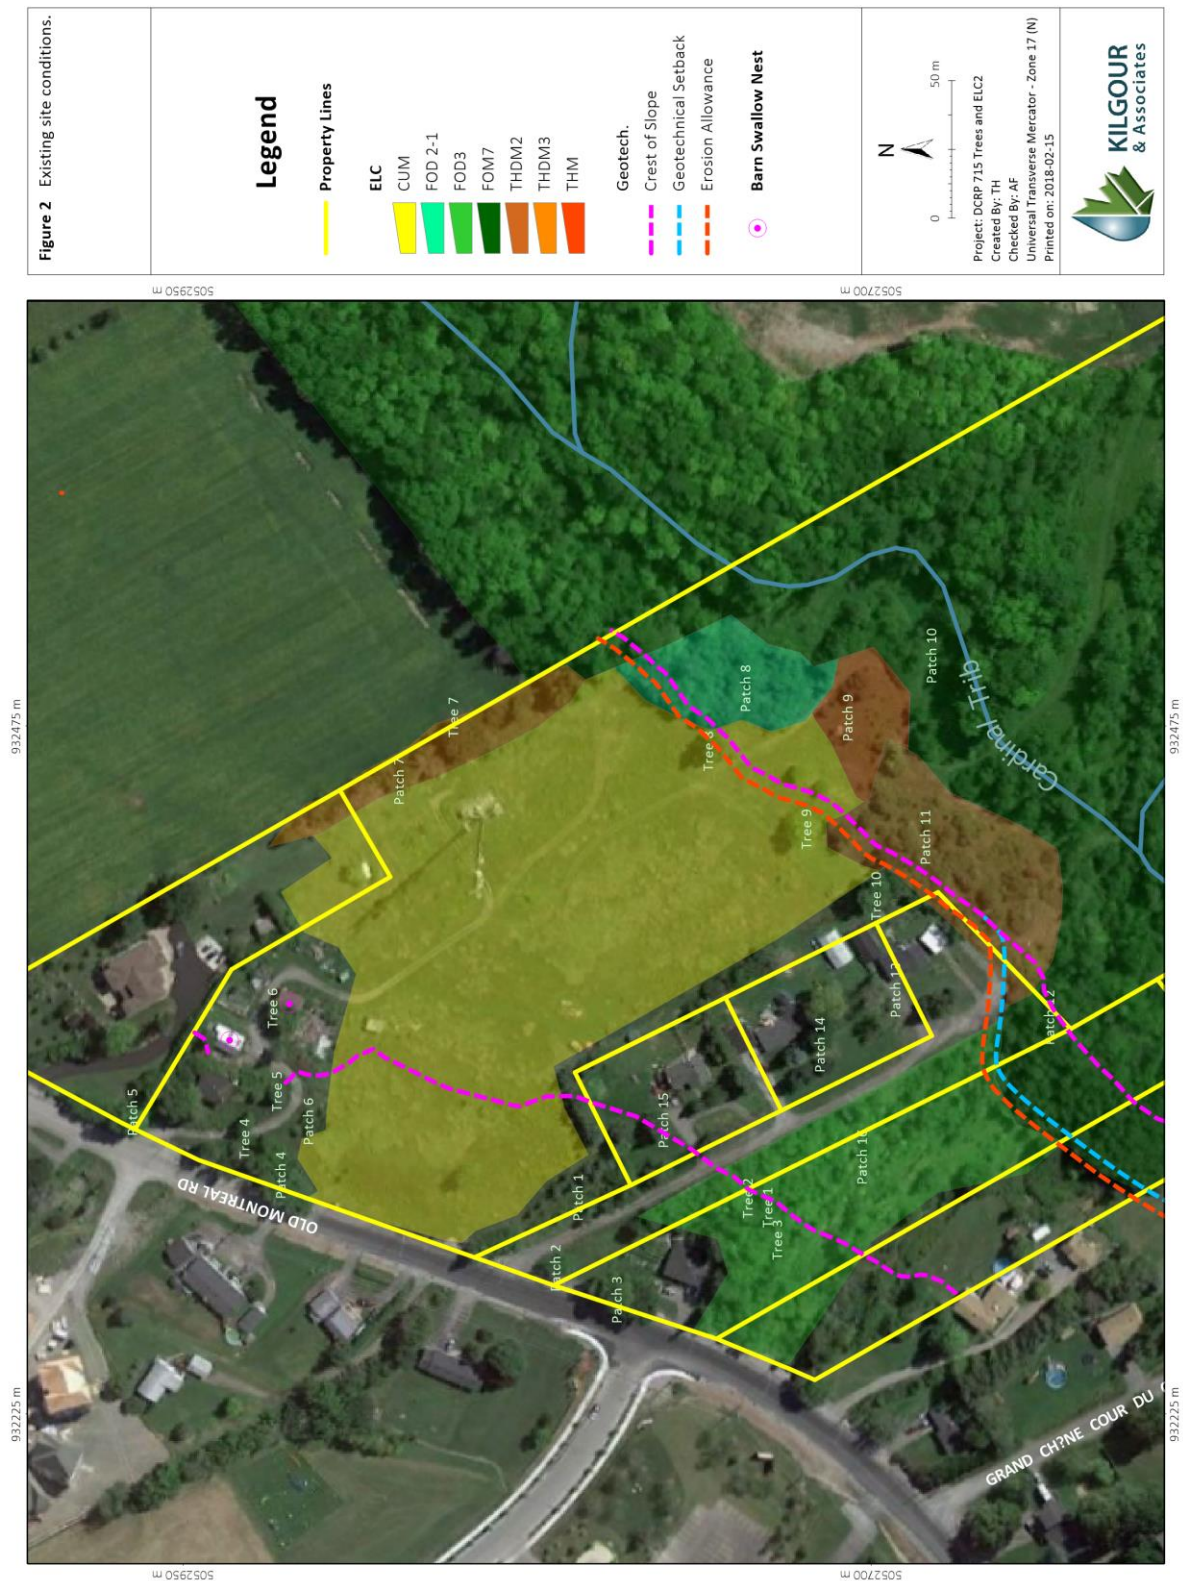 Figure 2 Existing site conditions.
Legend
Property Lines
ELC
CUM
FOD 2-1
FOD3
FOM7
THDM2
THDM3
THM
Geotech.
Crest of Slope
Geotechnical Setback
Erosion Allowance
Barn Swallow Nest
N
0 50 m
Project: DCRP 715 Trees and ELC2
Created By: TH
Checked By: AF
Universal Transverse Mercator - Zone 17 (N)
Printed on: 2018-02-15
KILGOUR
& Associates
5052950 m
5052700 m
932475 m
932475 m
932225 m
932225 m
5052950 m
5052700 m
Tree 7
Patch 7
Patch 8
Patch 9
Patch 10
Cardinal Trib
Tree 8
Tree 9
Patch 11
Tree 10
Patch 12
Patch 13
Patch 14
Patch 15
Patch 5
Tree 6
Tree 5
Tree 4
Patch 6
Patch 4
OLD MONTREAL RD
Patch 1
Patch 2
Patch 3
Tree 2
Tree 1
Tree 3
GRAND CH?NE COUR DU